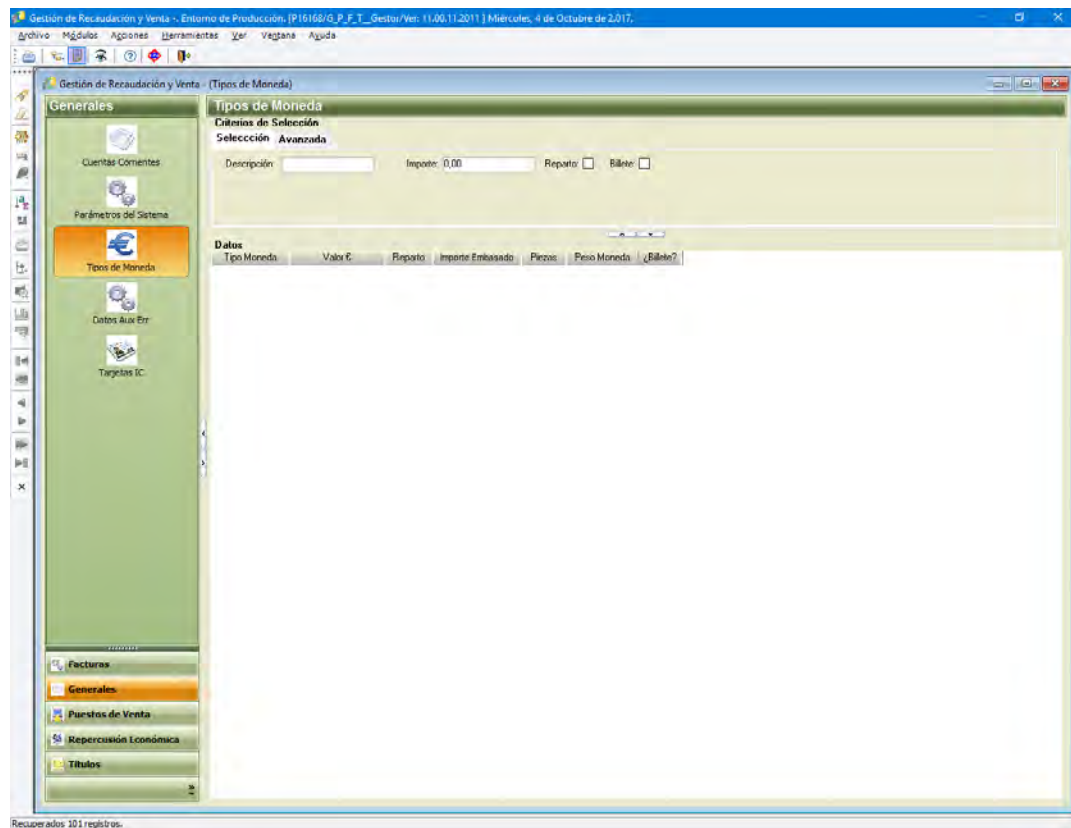 Gestión de Recaudación y Venta -. Entorno de Producción. [P16168/G_P_F_T__Gestor/Ver: 11.00.11.2011 ] Miércoles, 4 de Octubre de 2.017.
Archivo Módulos Acciones Herramientas Ver Ventana Ayuda
Gestión de Recaudación y Venta - (Tipos de Moneda)
Generales
Cuentas Corrientes
Parámetros del Sistema
Tipos de Moneda
Datos Aux Err
Tarjetas IC
Facturas
Generales
Puestos de Venta
Repercusión Económica
Títulos
Tipos de Moneda
Criterios de Selección
Seleccción Avanzada
Descripción: Importe: 0,00 Reparto: Billete:
Datos
Tipo Moneda Valor € Reparto Importe Embasado Piezas Peso Moneda ¿Billete?
Recuperados 101 registros.